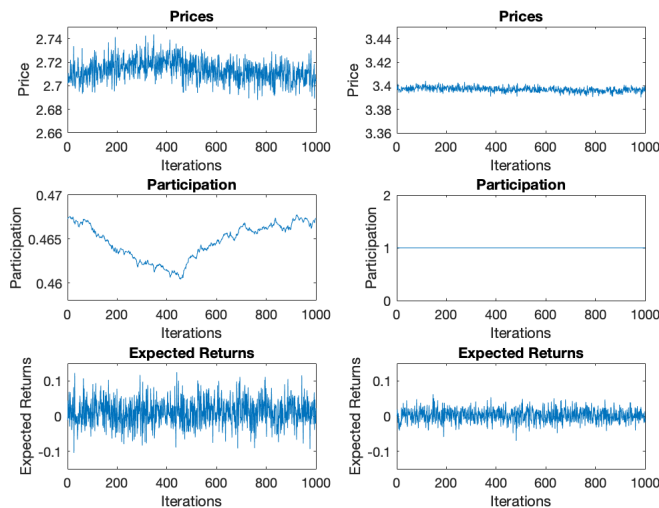 Prices
Price
2.74
2.72
2.7
2.68
2.66
0 200 400 600 800 1000
Iterations
Prices
Price
3.44
3.42
3.4
3.38
3.36
0 200 400 600 800 1000
Iterations
Participation
Participation
0.47
0.465
0.46
0 200 400 600 800 1000
Iterations
Participation
Participation
2
1
0
0 200 400 600 800 1000
Iterations
Expected Returns
Expected Returns
0.1
0
-0.1
0 200 400 600 800 1000
Iterations
Expected Returns
Expected Returns
0.1
0
-0.1
0 200 400 600 800 1000
Iterations